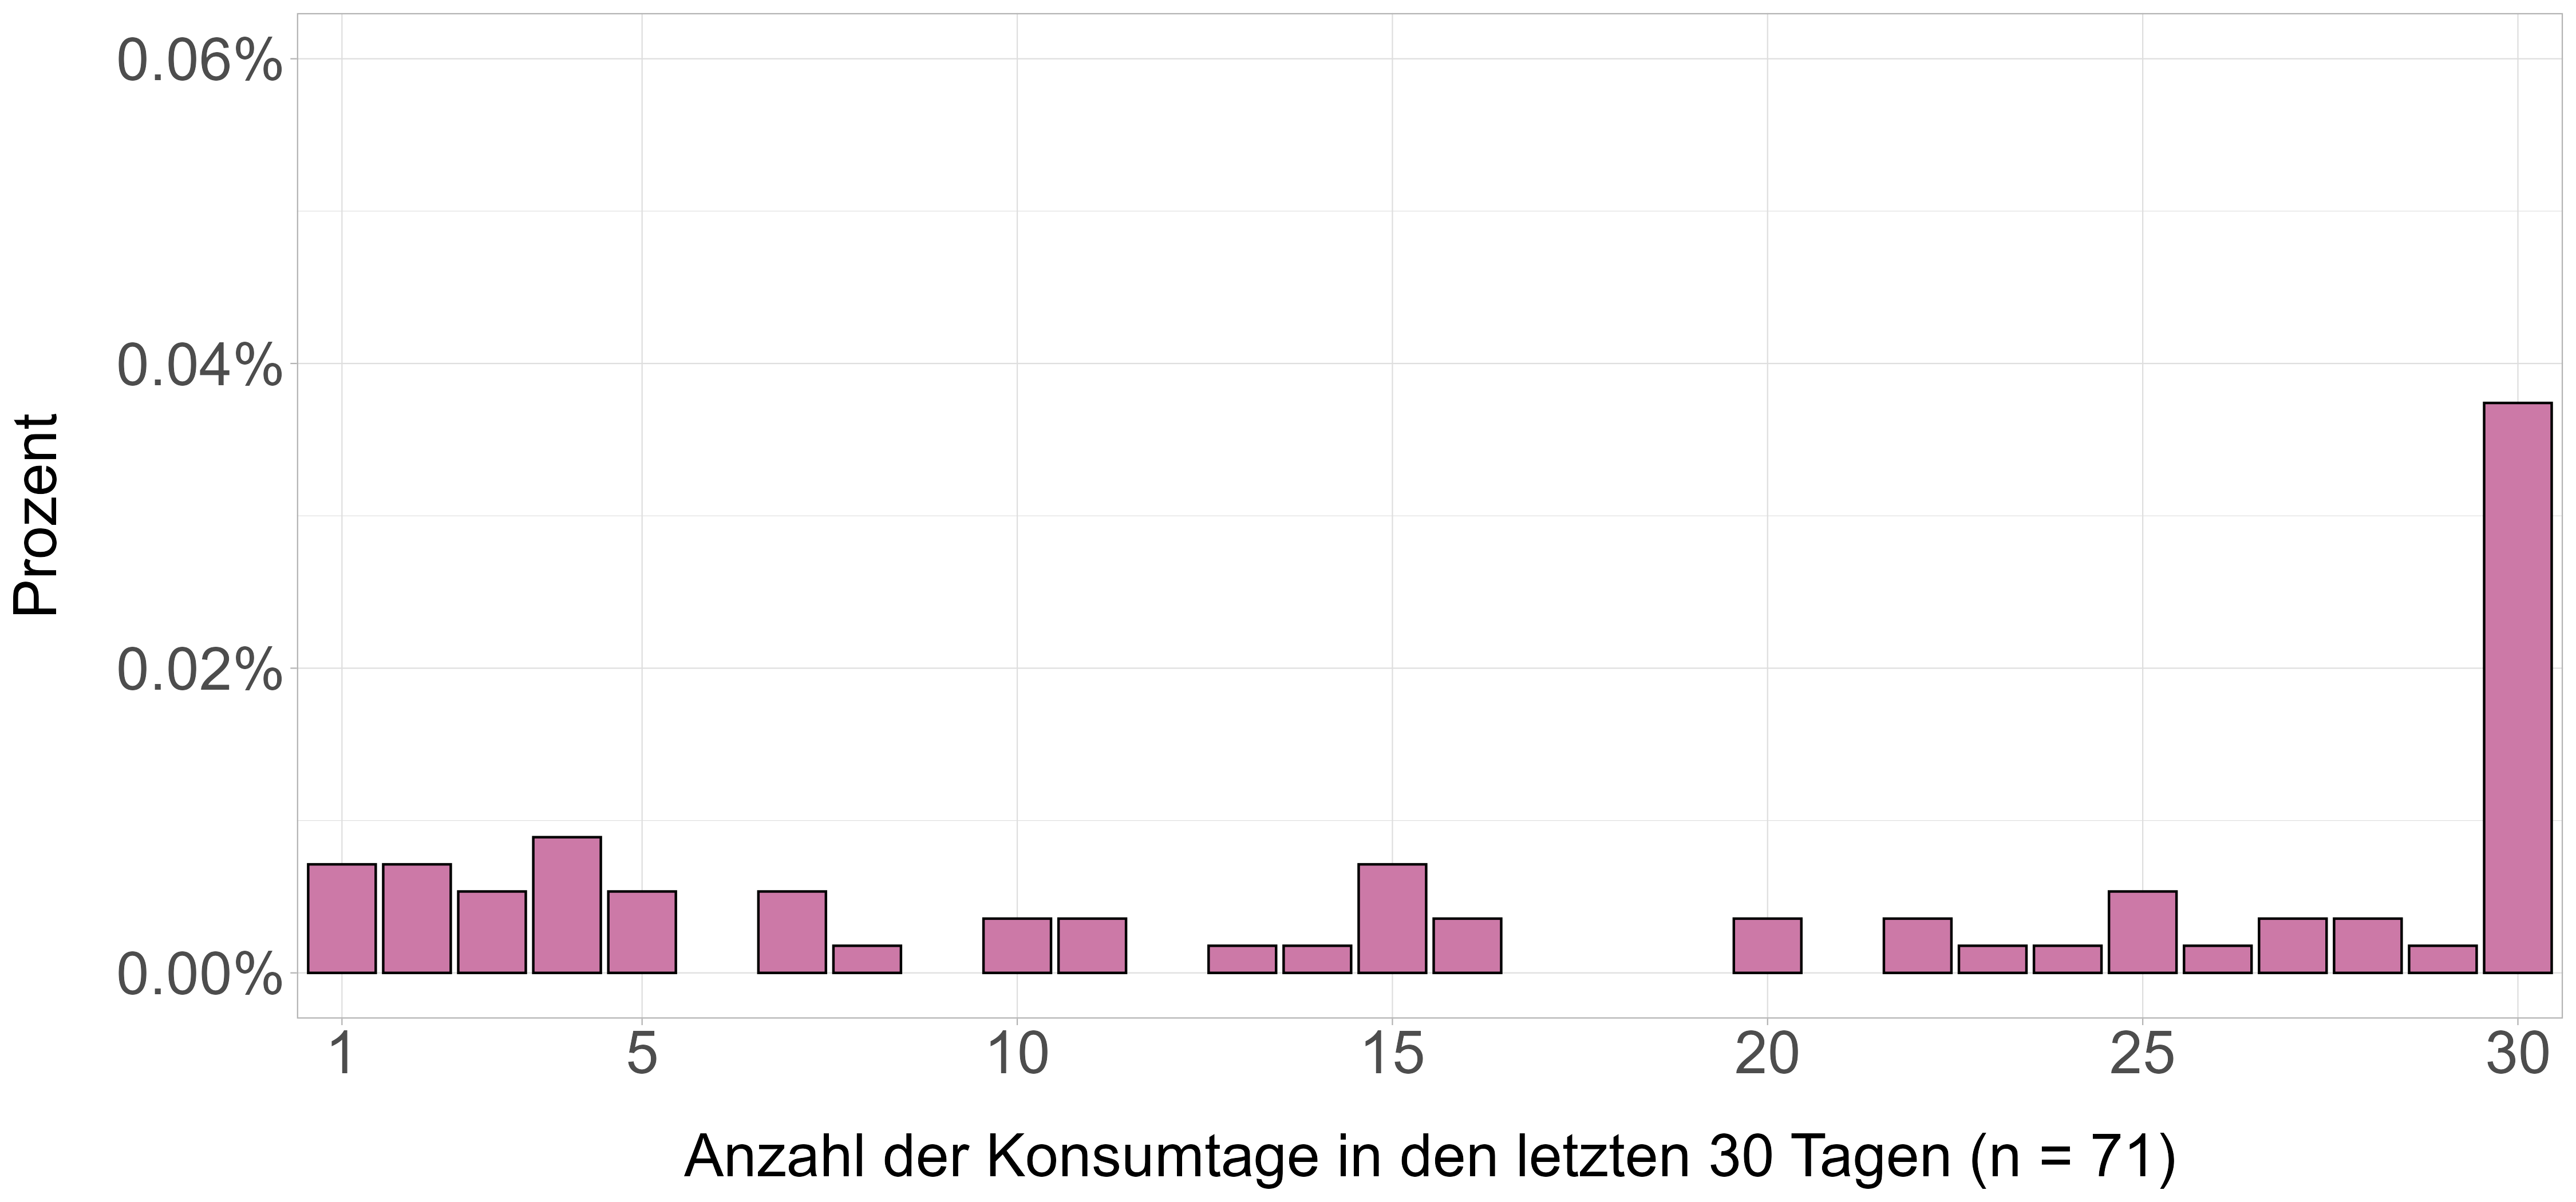 0.06%
0.04%
0.02%
0.00%
Prozent
1 5 10 15 20 25 30
Anzahl der Konsumtage in den letzten 30 Tagen (n = 71)